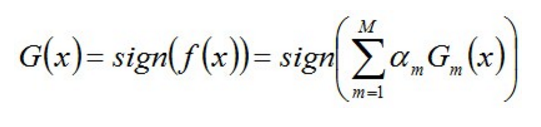 G(x) = sign(f(x)) = sign(∑_{m=1}^{M} α_m G_m(x))